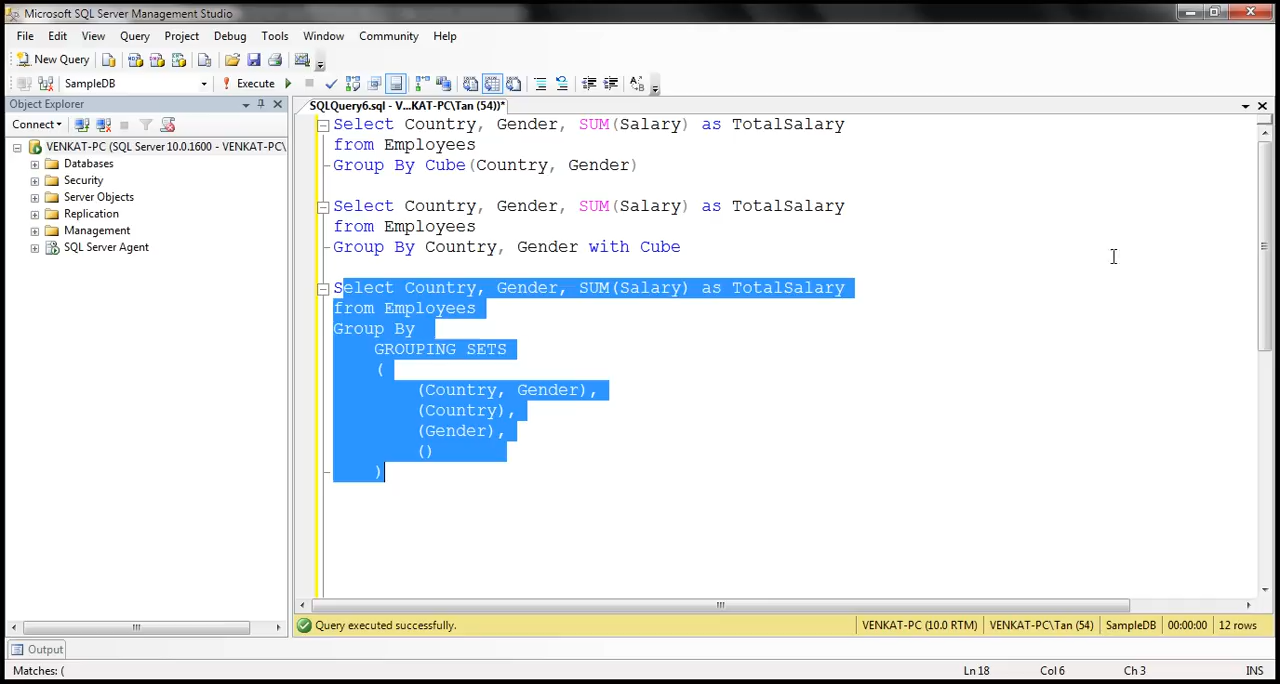 Microsoft SQL Server Management Studio
File Edit View Query Project Debug Tools Window Community Help
New Query
SampleDB Execute
Object Explorer
SQLQuery6.sql - V...KAT-PC\Tan (54))*
Connect
VENKAT-PC (SQL Server 10.0.1600 - VENKAT-PC\
Databases
Security
Server Objects
Replication
Management
SQL Server Agent
Select Country, Gender, SUM(Salary) as TotalSalary
from Employees
Group By Cube(Country, Gender)
Select Country, Gender, SUM(Salary) as TotalSalary
from Employees
Group By Country, Gender with Cube
Select Country, Gender, SUM(Salary) as TotalSalary
from Employees
Group By
GROUPING SETS
(
(Country, Gender),
(Country),
(Gender),
()
)
Query executed successfully. VENKAT-PC (10.0 RTM) VENKAT-PC\Tan (54) SampleDB 00:00:00 12 rows
Output
Matches: ( Ln 18 Col 6 Ch 3 INS